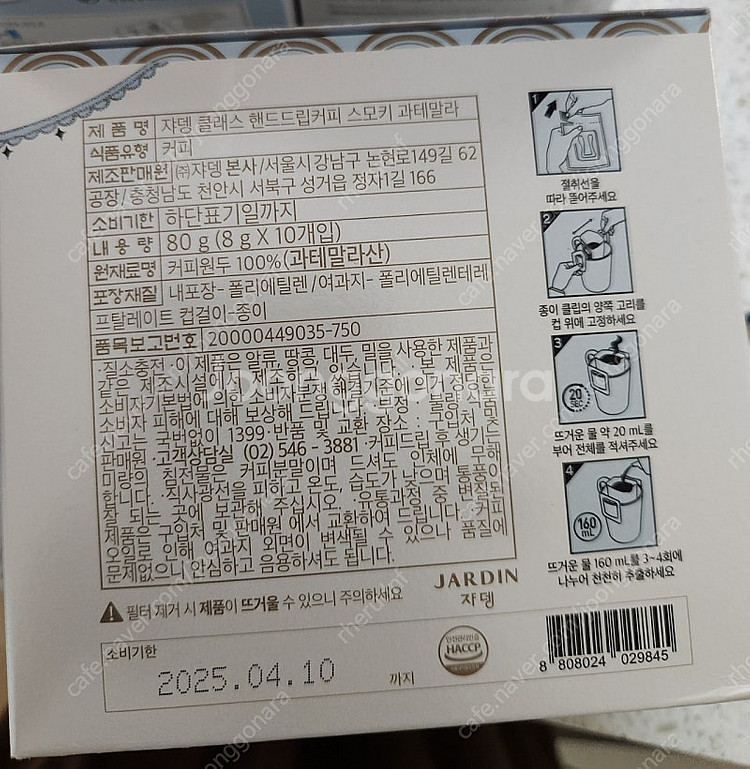 제 품 명 쟈뎅 클래스 핸드드립커피 스모키 과테말라
식품유형 커피
제조판매원 ㈜쟈뎅 본사/서울시 강남구 논현로149길 62
공장/충청남도 천안시 서북구 성거읍 정자1길 166
소비기한 하단표기일까지
내 용 량 80 g (8 g X 10개입)
원재료명 커피원두 100%(과테말라산)
포장재질 내포장- 폴리에틸렌/여과지- 폴리에틸렌테레
프탈레이트 컵걸이-종이
품목보고번호 20000449035-750
·질소충전 ·이 제품은 알류, 땅콩, 대두, 밀을 사용한 제품과
같은 제조시설에서 제조하고 있습니다. ·본 제품은
소비자기본법에 의한 소비자분쟁 해결기준에 의거 정당한
소비자 피해에 대해 보상해 드립니다. ·부정 · 불량식품
신고는 국번없이 1399 ·반품 및 교환 장소 : 구입처 및
판매원 ·고객상담실 (02) 546 - 3881 ·커피드립 후 생기는
미량의 침전물은 커피분말이며 드셔도 인체에 무해
합니다. ·직사광선을 피하고 온도, 습도가 낮으며 통풍이
잘 되는 곳에 보관해 주십시오. ·유통과정 중 변질된
제품은 구입처 및 판매원에서 교환하여 드립니다. ·커피
오일로 인해 여과지 외면이 변색될 수 있으나 품질에
문제없으니 안심하고 음용하셔도 됩니다.
필터 제거 시 제품이 뜨거울 수 있으니 주의하세요
JARDIN
쟈뎅
소비기한
2025.04.10 까지
안전관리인증
HACCP
8 808024 029845
1
절취선을
따라 뜯어주세요
2
종이 클립의 양쪽 고리를
컵 위에 고정하세요
3
20
SEC
뜨거운 물 약 20 mL를
부어 전체를 적셔주세요
4
160
mL
뜨거운 물 160 mL를 3~4회에
나누어 천천히 추출하세요
joonggonara